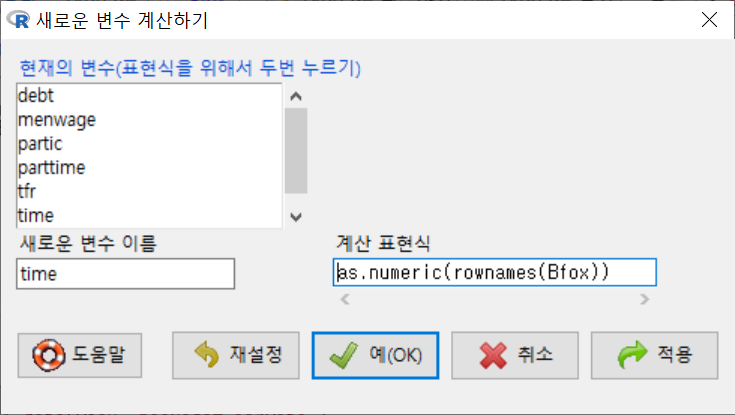 새로운 변수 계산하기
현재의 변수(표현식을 위해서 두번 누르기)
debt
menwage
partic
parttime
tfr
time
새로운 변수 이름
계산 표현식
time
as.numeric(rownames(Bfox))
도움말
재설정
예(OK)
취소
적용